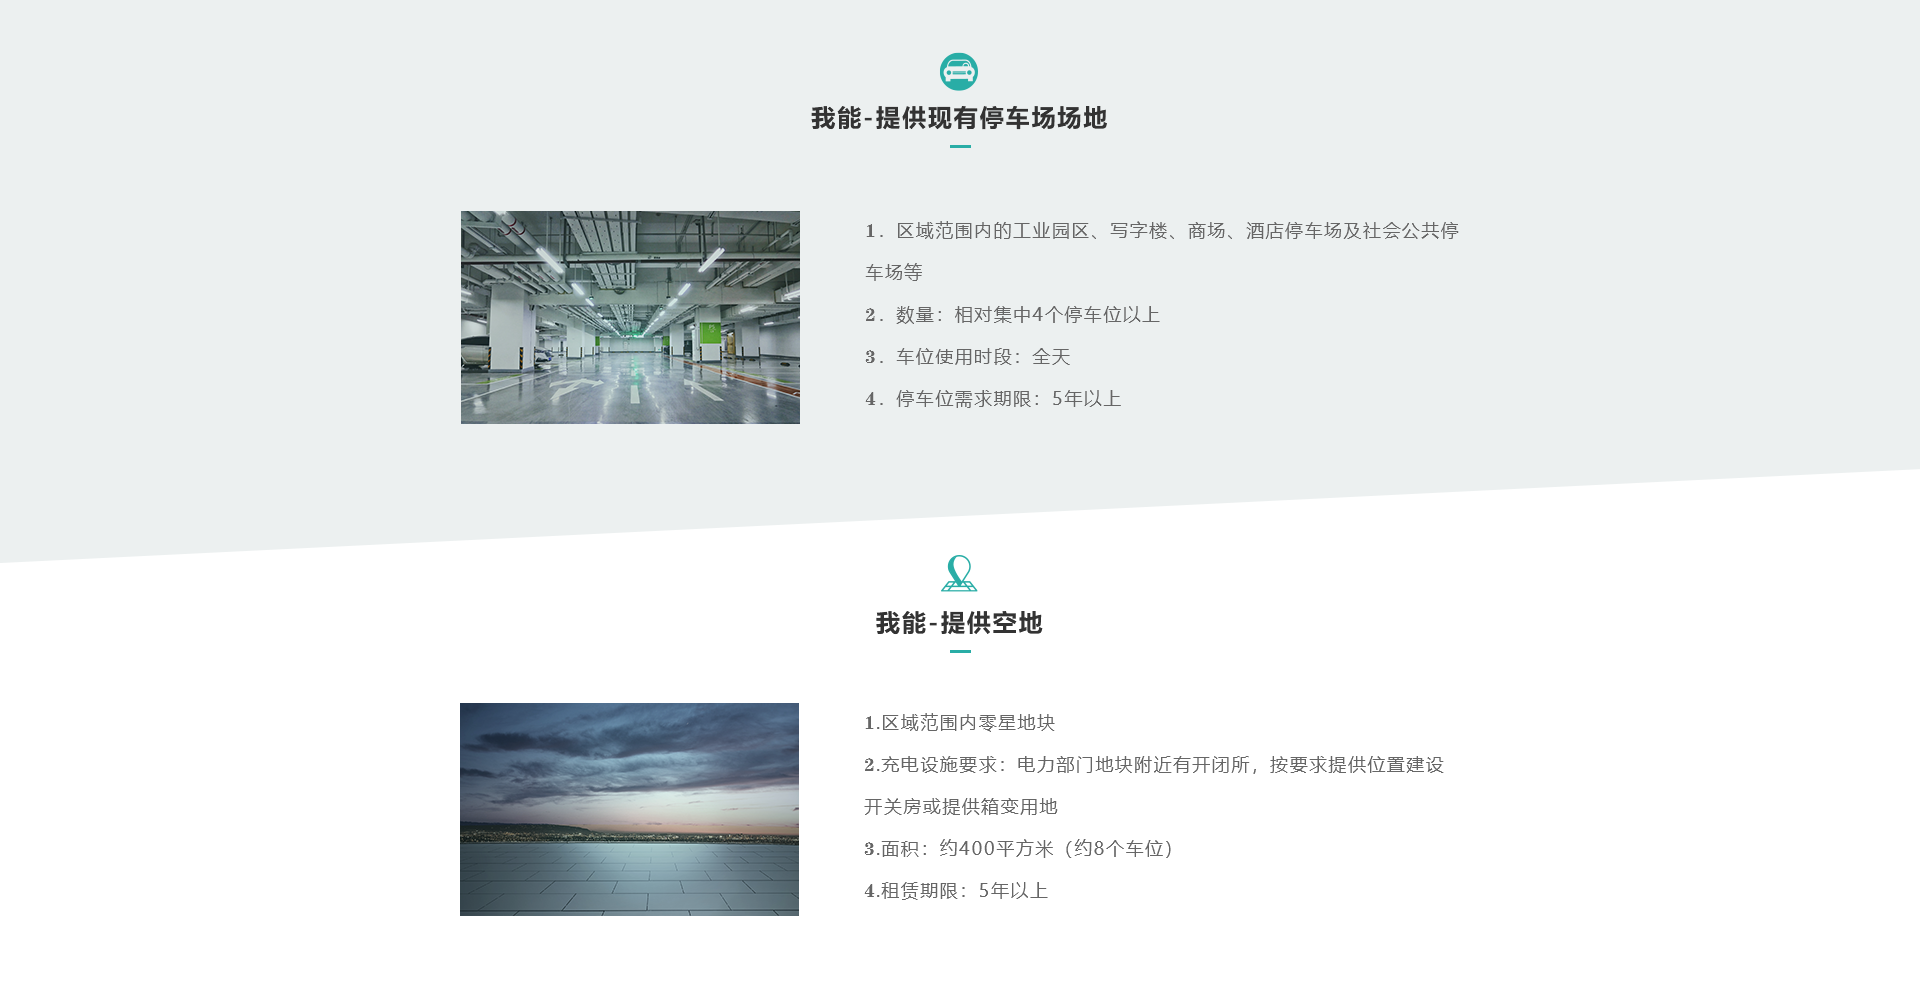 我能-提供现有停车场场地
1．区域范围内的工业园区、写字楼、商场、酒店停车场及社会公共停
车场等
2．数量：相对集中4个停车位以上
3．车位使用时段：全天
4．停车位需求期限：5年以上
我能-提供空地
1.区域范围内零星地块
2.充电设施要求：电力部门地块附近有开闭所，按要求提供位置建设
开关房或提供箱变用地
3.面积：约400平方米（约8个车位）
4.租赁期限：5年以上